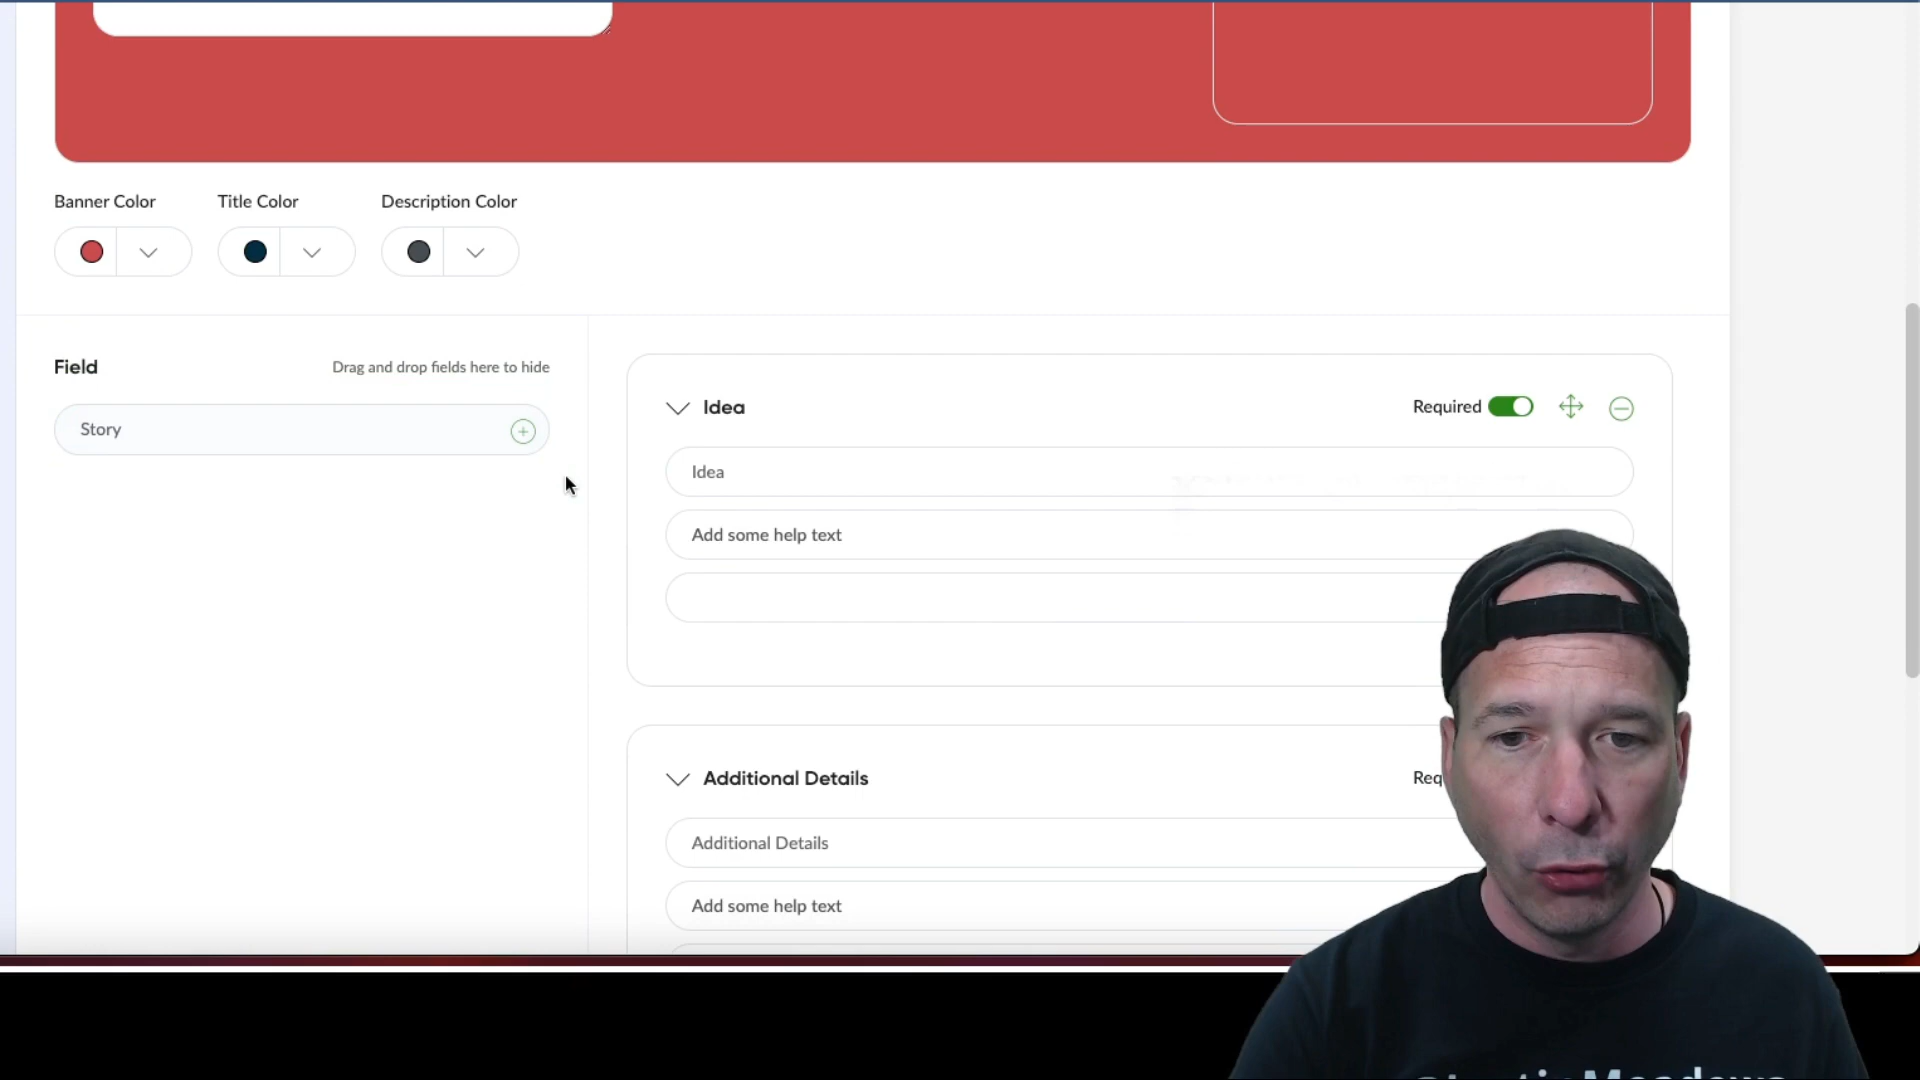 Banner Color
Title Color
Description Color
Field
Drag and drop fields here to hide
Story
Idea
Required
Idea
Add some help text
Additional Details
Req
Additional Details
Add some help text